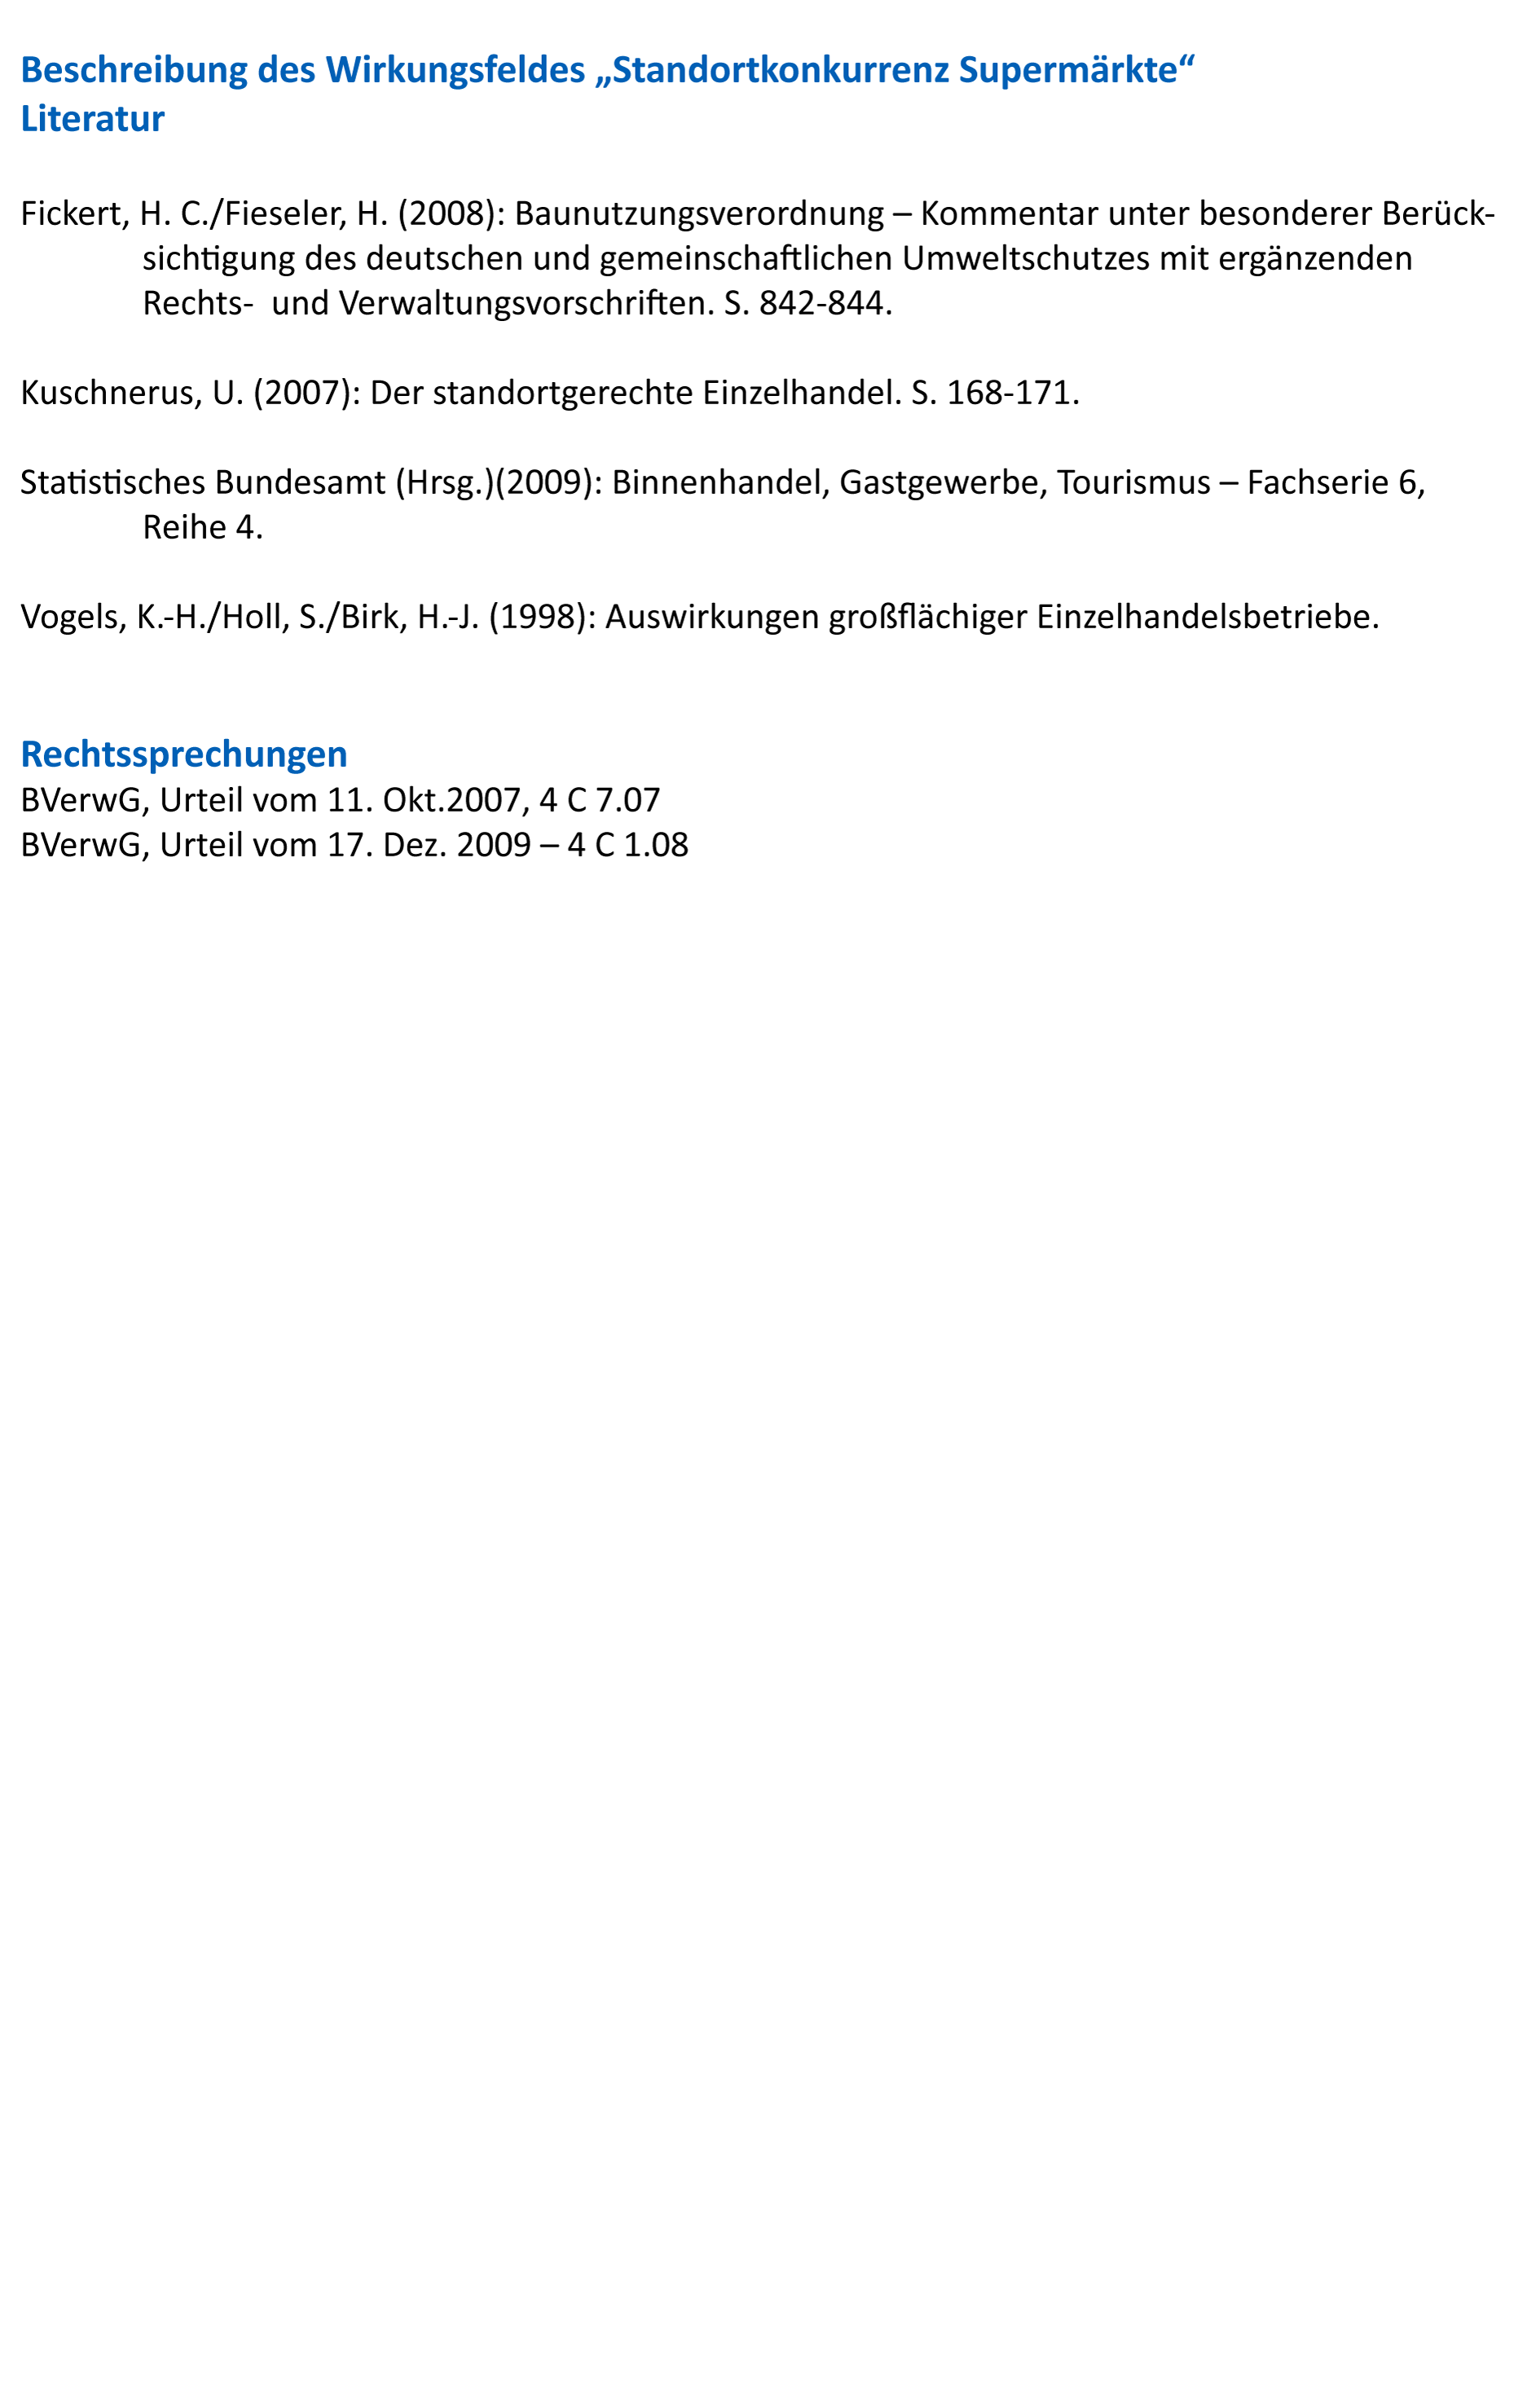 Beschreibung des Wirkungsfeldes „Standortkonkurrenz Supermärkte“
Literatur
Fickert, H. C./Fieseler, H. (2008): Baunutzungsverordnung – Kommentar unter besonderer Berück-
sichtigung des deutschen und gemeinschaftlichen Umweltschutzes mit ergänzenden
Rechts-  und Verwaltungsvorschriften. S. 842-844.
Kuschnerus, U. (2007): Der standortgerechte Einzelhandel. S. 168-171.
Statistisches Bundesamt (Hrsg.)(2009): Binnenhandel, Gastgewerbe, Tourismus – Fachserie 6,
Reihe 4.
Vogels, K.-H./Holl, S./Birk, H.-J. (1998): Auswirkungen großflächiger Einzelhandelsbetriebe.
Rechtssprechungen
BVerwG, Urteil vom 11. Okt.2007, 4 C 7.07
BVerwG, Urteil vom 17. Dez. 2009 – 4 C 1.08